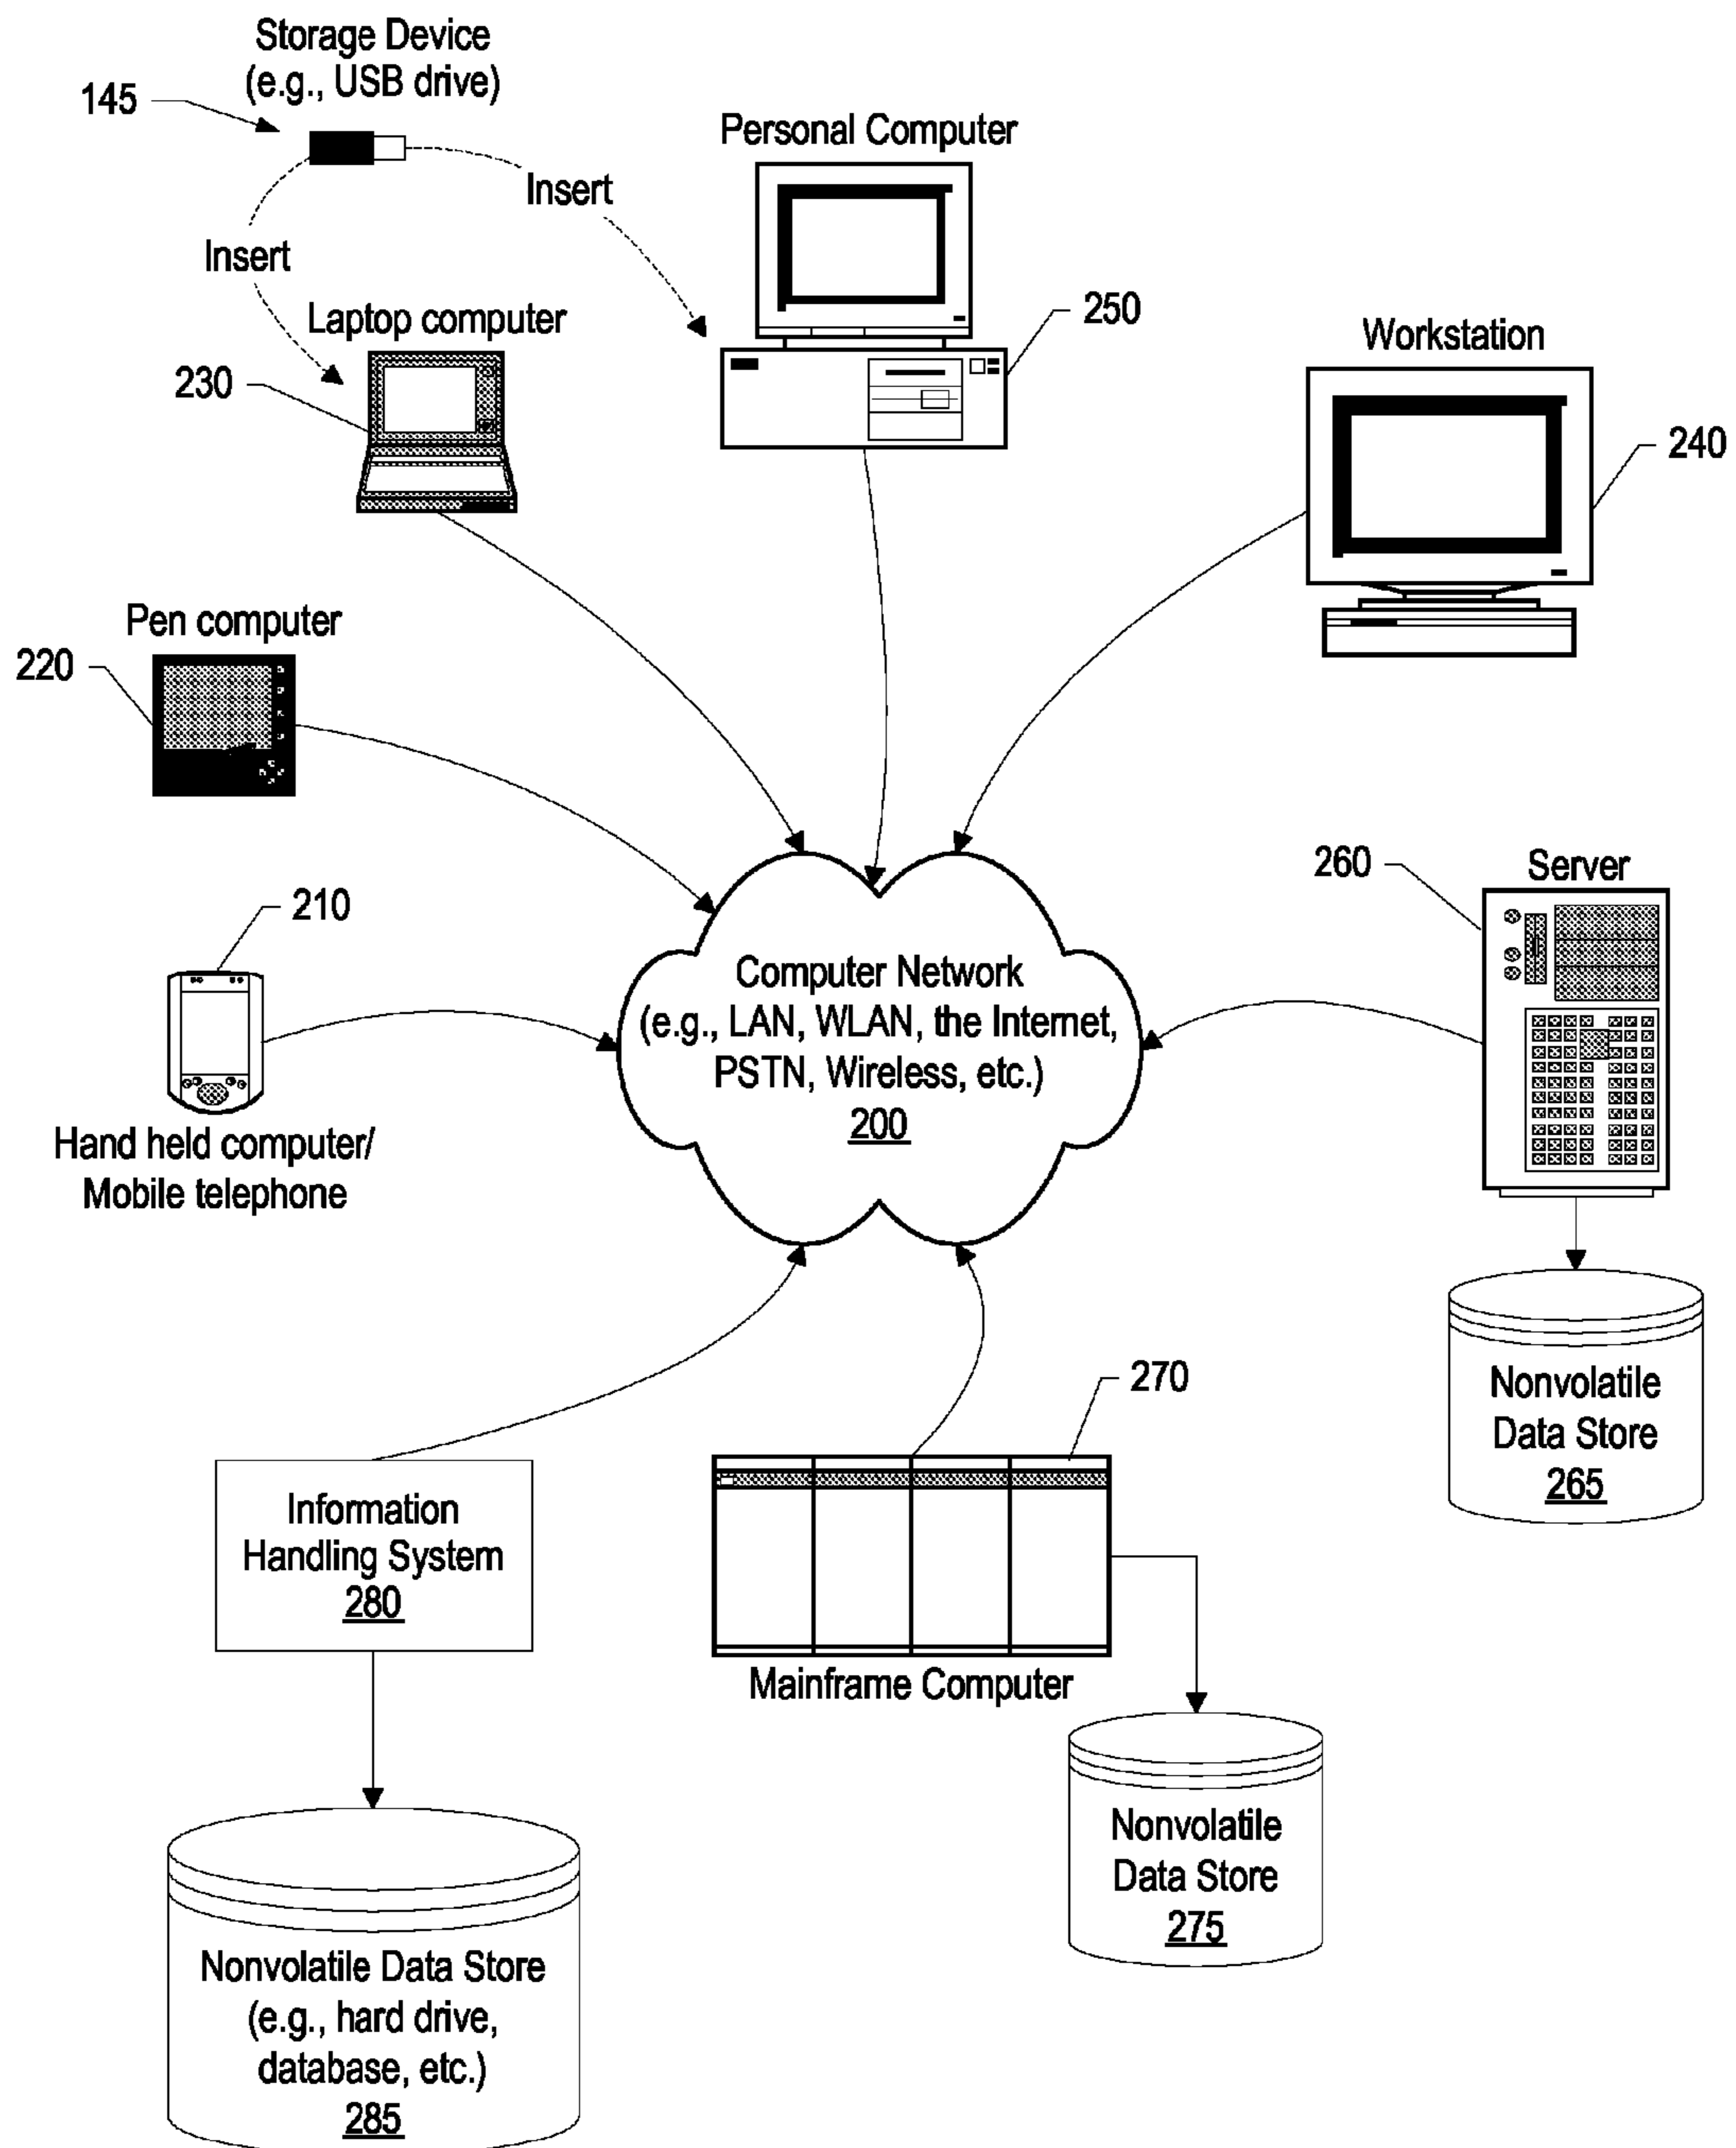 Storage Device
(e.g., USB drive)
145
Insert
Insert
Personal Computer
250
Laptop computer
230
Workstation
240
Pen computer
220
210
Hand held computer/
Mobile telephone
Computer Network
(e.g., LAN, WLAN, the Internet,
PSTN, Wireless, etc.)
200
260
Server
Nonvolatile
Data Store
265
270
Mainframe Computer
Information
Handling System
280
Nonvolatile
Data Store
275
Nonvolatile Data Store
(e.g., hard drive,
database, etc.)
285